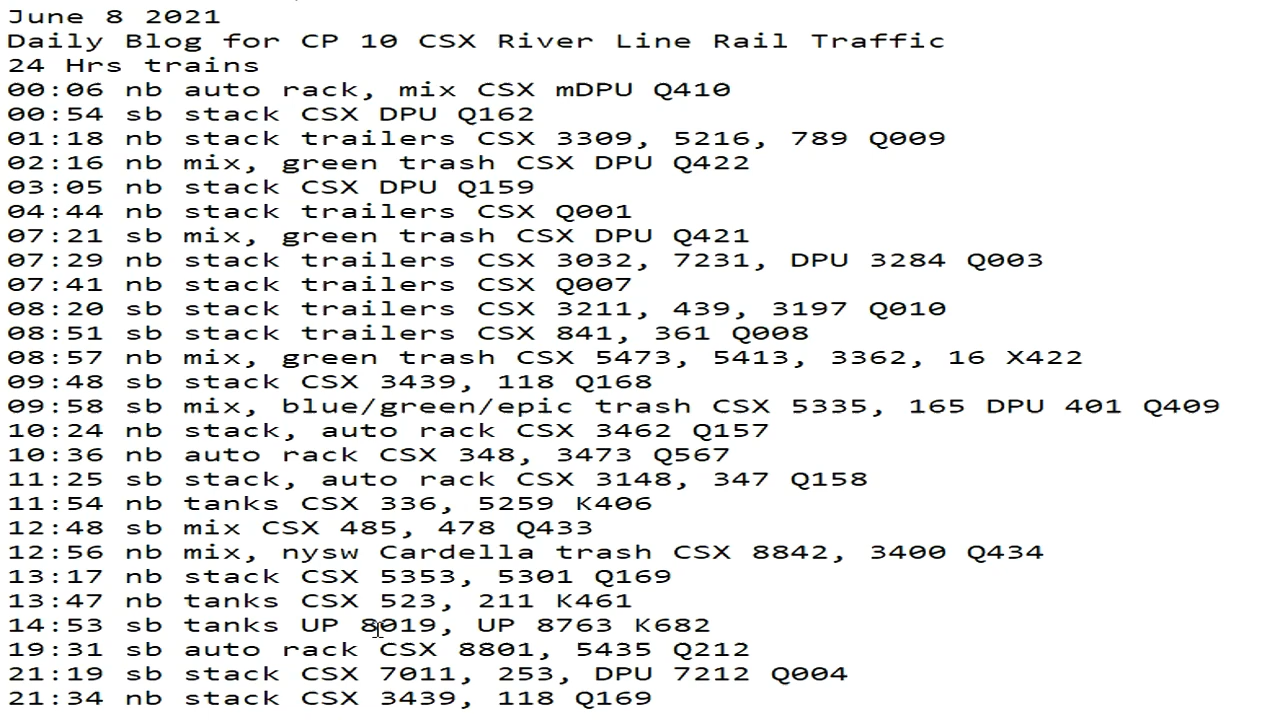 June 8 2021
Daily Blog for CP 10 CSX River Line Rail Traffic
24 Hrs trains
00:06 nb auto rack, mix CSX mDPU Q410
00:54 sb stack CSX DPU Q162
01:18 nb stack trailers CSX 3309, 5216, 789 Q009
02:16 nb mix, green trash CSX DPU Q422
03:05 nb stack CSX DPU Q159
04:44 nb stack trailers CSX Q001
07:21 sb mix, green trash CSX DPU Q421
07:29 nb stack trailers CSX 3032, 7231, DPU 3284 Q003
07:41 nb stack trailers CSX Q007
08:20 sb stack trailers CSX 3211, 439, 3197 Q010
08:51 sb stack trailers CSX 841, 361 Q008
08:57 nb mix, green trash CSX 5473, 5413, 3362, 16 X422
09:48 sb stack CSX 3439, 118 Q168
09:58 sb mix, blue/green/epic trash CSX 5335, 165 DPU 401 Q409
10:24 nb stack, auto rack CSX 3462 Q157
10:36 nb auto rack CSX 348, 3473 Q567
11:25 sb stack, auto rack CSX 3148, 347 Q158
11:54 nb tanks CSX 336, 5259 K406
12:48 sb mix CSX 485, 478 Q433
12:56 nb mix, nysw Cardella trash CSX 8842, 3400 Q434
13:17 nb stack CSX 5353, 5301 Q169
13:47 nb tanks CSX 523, 211 K461
14:53 sb tanks UP 8019, UP 8763 K682
19:31 sb auto rack CSX 8801, 5435 Q212
21:19 sb stack CSX 7011, 253, DPU 7212 Q004
21:34 nb stack CSX 3439, 118 Q169